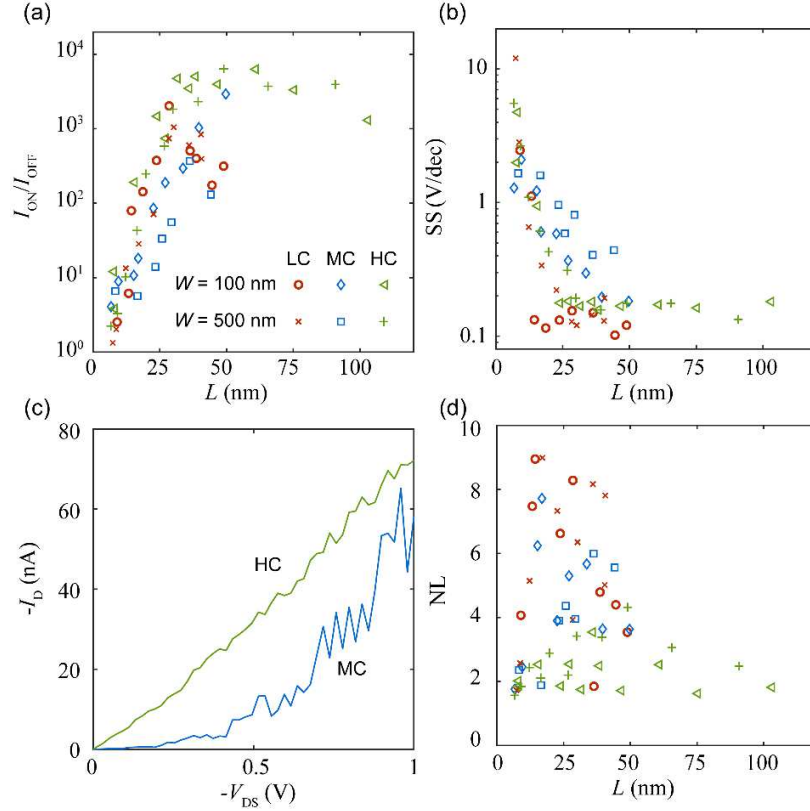 (a)
10⁴
10³
10²
10¹
10⁰
I_ON/I_OFF
0 25 50 75 100
L (nm)
LC MC HC
W = 100 nm
W = 500 nm
(b)
10
1
0.1
SS (V/dec)
0 25 50 75 100
L (nm)
(c)
80
60
40
20
0
-I_D (nA)
HC
MC
0 0.5 1
-V_DS (V)
(d)
10
8
6
4
2
0
NL
0 25 50 75 100
L (nm)